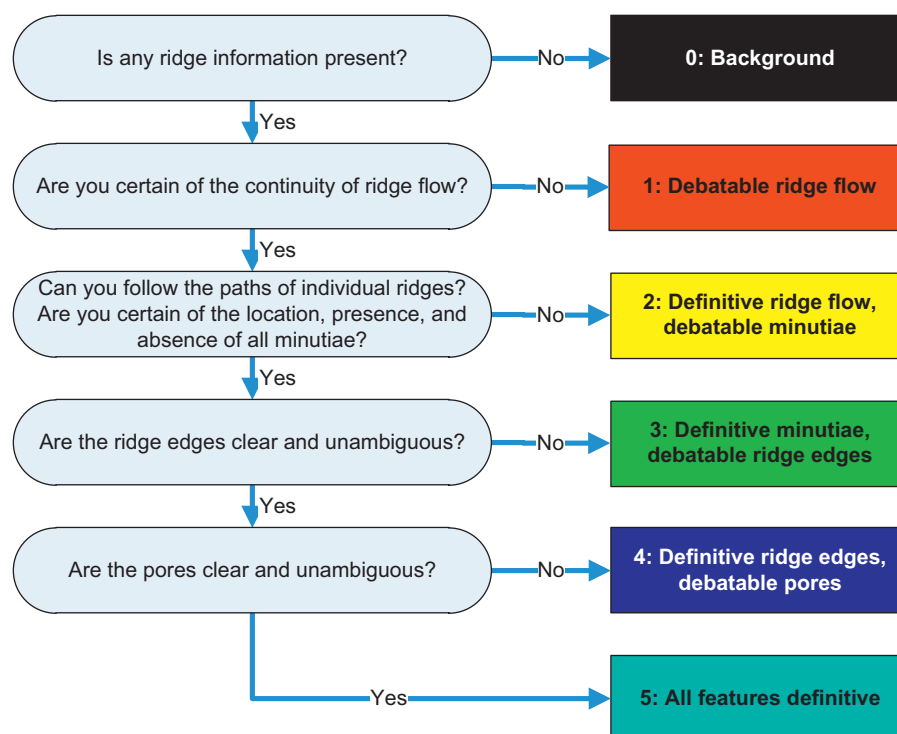 Is any ridge information present?
No
0: Background
Yes
Are you certain of the continuity of ridge flow?
No
1: Debatable ridge flow
Yes
Can you follow the paths of individual ridges?
Are you certain of the location, presence, and
absence of all minutiae?
No
2: Definitive ridge flow,
debatable minutiae
Yes
Are the ridge edges clear and unambiguous?
No
3: Definitive minutiae,
debatable ridge edges
Yes
Are the pores clear and unambiguous?
No
4: Definitive ridge edges,
debatable pores
Yes
5: All features definitive